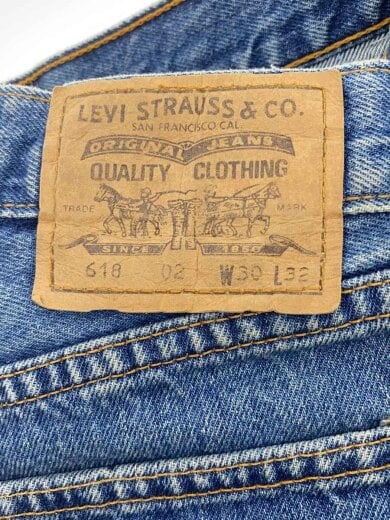 LEVI STRAUSS & CO.
SAN FRANCISCO CAL.
ORIGINAL JEANS
QUALITY CLOTHING
TRADE MARK
SINCE 1850
618 02 W30 L32